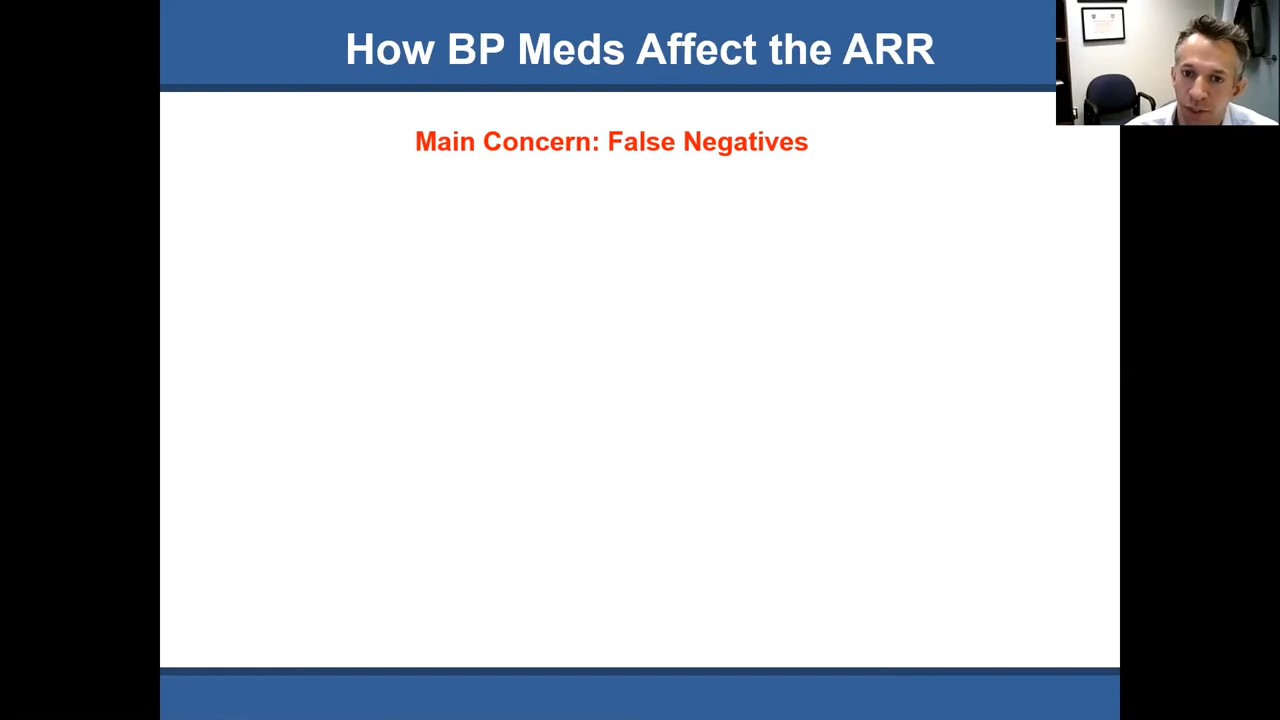 How BP Meds Affect the ARR
Main Concern: False Negatives